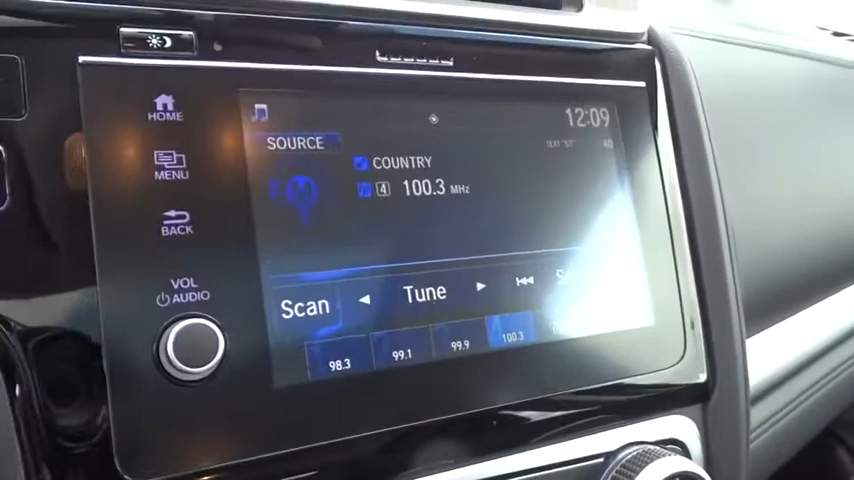 HOME
MENU
BACK
VOL
AUDIO
12:09
SOURCE
COUNTRY
4 100.3 MHz
Scan Tune
98.3 99.1 99.9 100.3